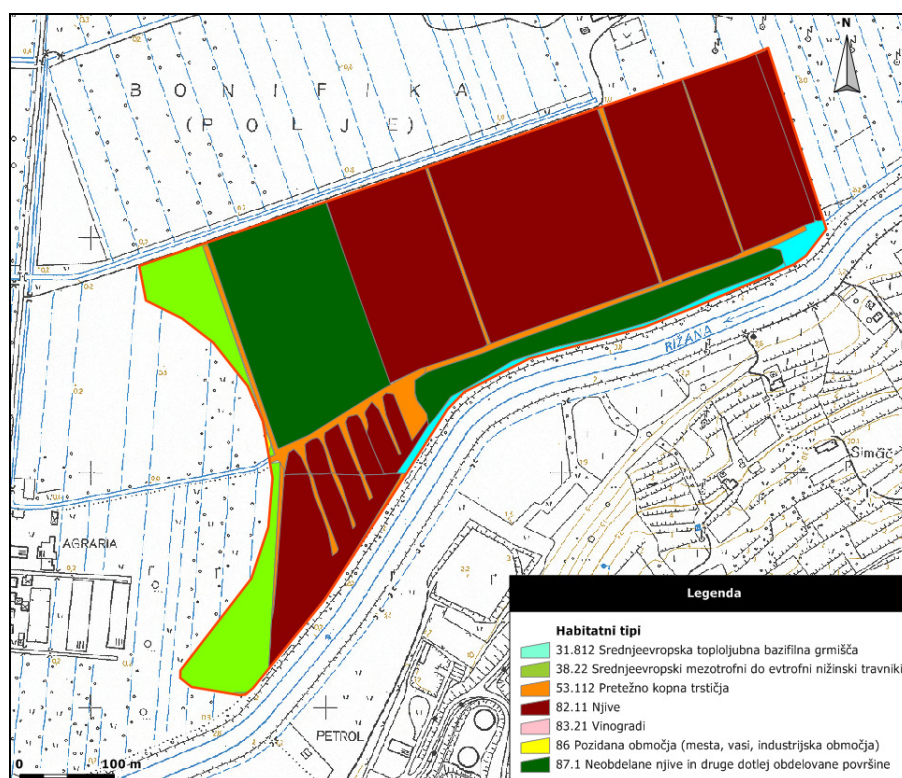 N
B O N I F I K A
( P O L J E )
RIŽANA
Simčič
AGRARIA
PETROL
0 100 m
Legenda
Habitatni tipi
31.812 Srednjeevropska toploljubna bazifilna grmišča
38.22 Srednjeevropski mezotrofni do evtrofni nižinski travniki
53.112 Pretežno kopna trstičja
82.11 Njive
83.21 Vinogradi
86 Pozidana območja (mesta, vasi, industrijska območja)
87.1 Neobdelane njive in druge dotlej obdelovane površine